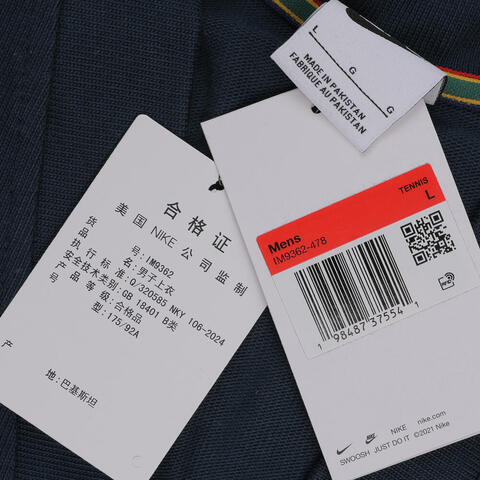 L
G
G
MADE IN PAKISTAN
FABRIQUE AU PAKISTAN
合格证
美国 NIKE 公司监制
货 号: IM9362
品 名: 男子上衣
执行标准: Q/320585 NKY 106-2024
安全技术类别: GB 18401 B类
产品等级: 合格品
号 型: 175/92A
产 地: 巴基斯坦
TENNIS
Mens L
IM9362-478
1 98487 37554 1
NIKE nike.com
SWOOSH JUST DO IT ©2021 Nike